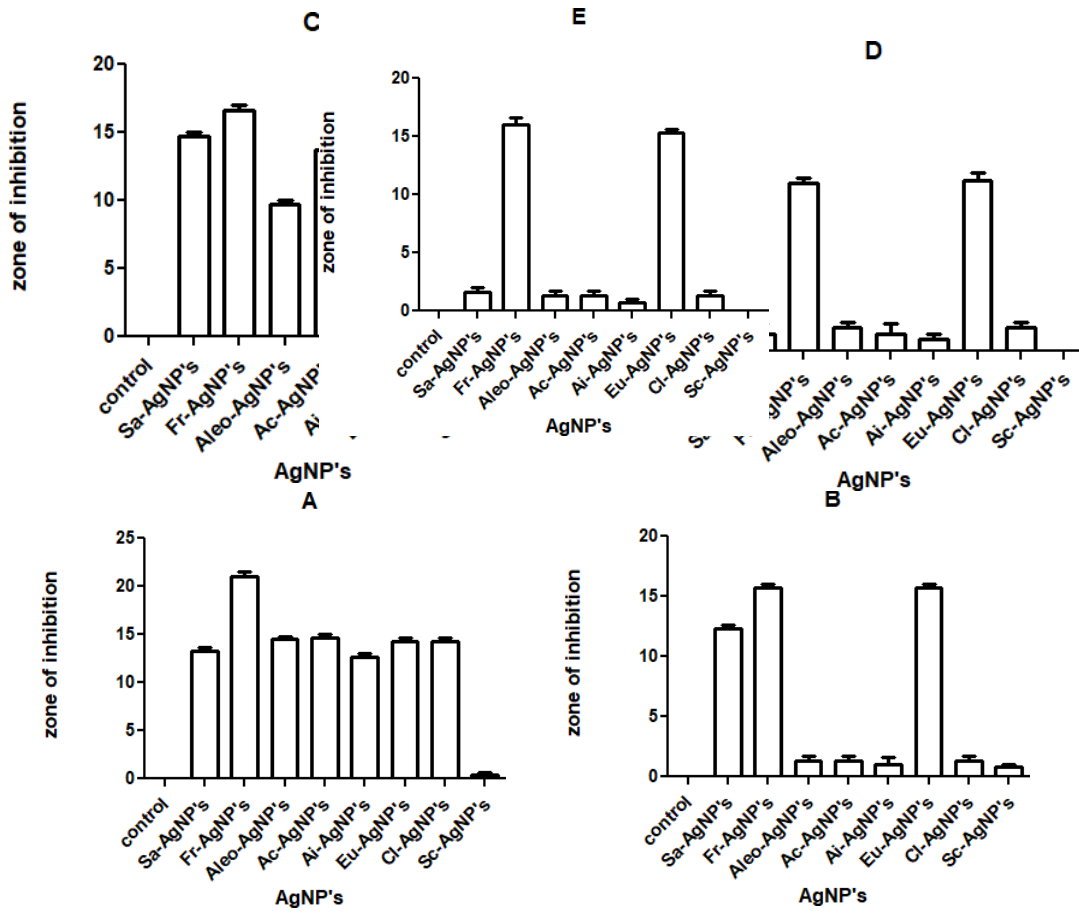 C
zone of inhibition
20
15
10
5
0
control
Sa-AgNP's
Fr-AgNP's
Aleo-AgNP's
Ac-AgNP'
Ai
AgNP's
E
zone of inhibition
20
15
10
5
0
control
Sa-AgNP's
Fr-AgNP's
Aleo-AgNP's
Ac-AgNP's
Ai-AgNP's
Eu-AgNP's
Cl-AgNP's
Sc-AgNP's
AgNP's
D
AgNP's
Aleo-AgNP's
Ac-AgNP's
Ai-AgNP's
Eu-AgNP's
Cl-AgNP's
Sc-AgNP's
AgNP's
A
zone of inhibition
25
20
15
10
5
0
control
Sa-AgNP's
Fr-AgNP's
Aleo-AgNP's
Ac-AgNP's
Ai-AgNP's
Eu-AgNP's
Cl-AgNP's
Sc-AgNP's
AgNP's
B
zone of inhibition
20
15
10
5
0
control
Sa-AgNP's
Fr-AgNP's
Aleo-AgNP's
Ac-AgNP's
Ai-AgNP's
Eu-AgNP's
Cl-AgNP's
Sc-AgNP's
AgNP's